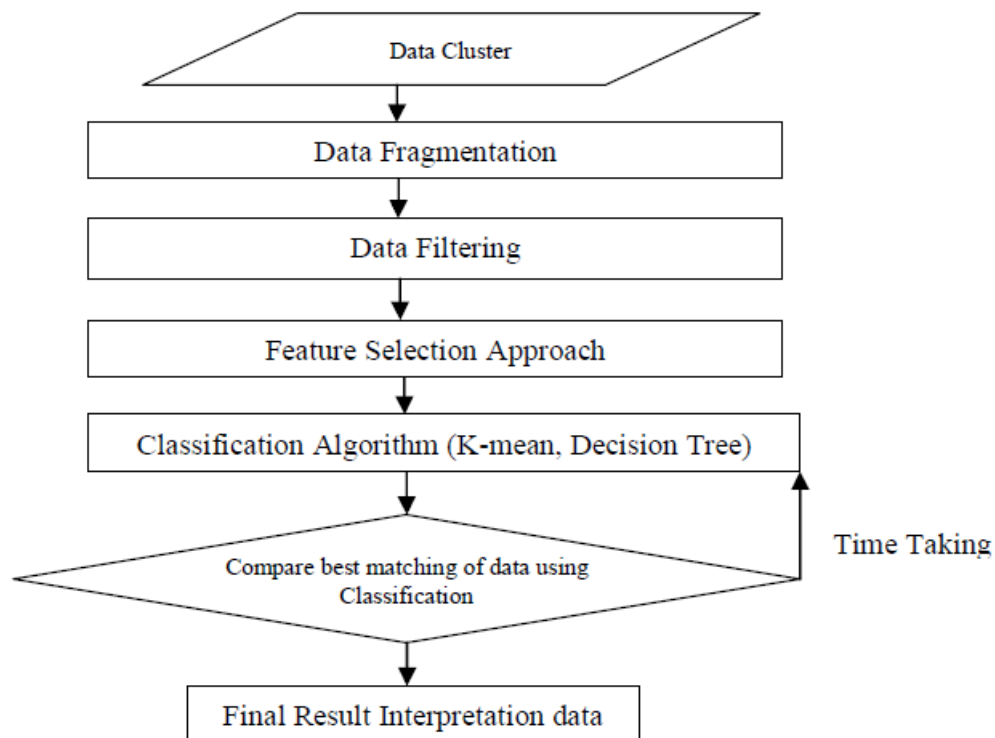 Data Cluster
Data Fragmentation
Data Filtering
Feature Selection Approach
Classification Algorithm (K-mean, Decision Tree)
Time Taking
Compare best matching of data using
Classification
Final Result Interpretation data